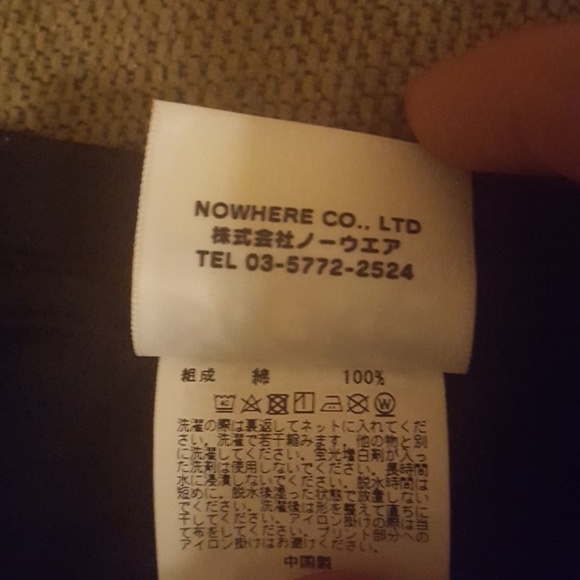 NOWHERE CO., LTD
株式会社ノーウエア
TEL 03-5772-2524
組成 綿 100%
40 W
洗濯の際は裏返してネットに入れてくだ
さい。洗濯で若干縮みます。他の物と別
に洗濯してください。蛍光増白剤が入っ
た洗剤は使用しないでください。長時間
水に浸漬しないでください。脱水時間は
短めに。脱水後湿った状態で放置しない
でください。洗濯後は形を整えて直ちに
干してください。アイロン掛けの際は当
て布をしてください。プリント部分への
アイロン掛けはお避けください。
中国製